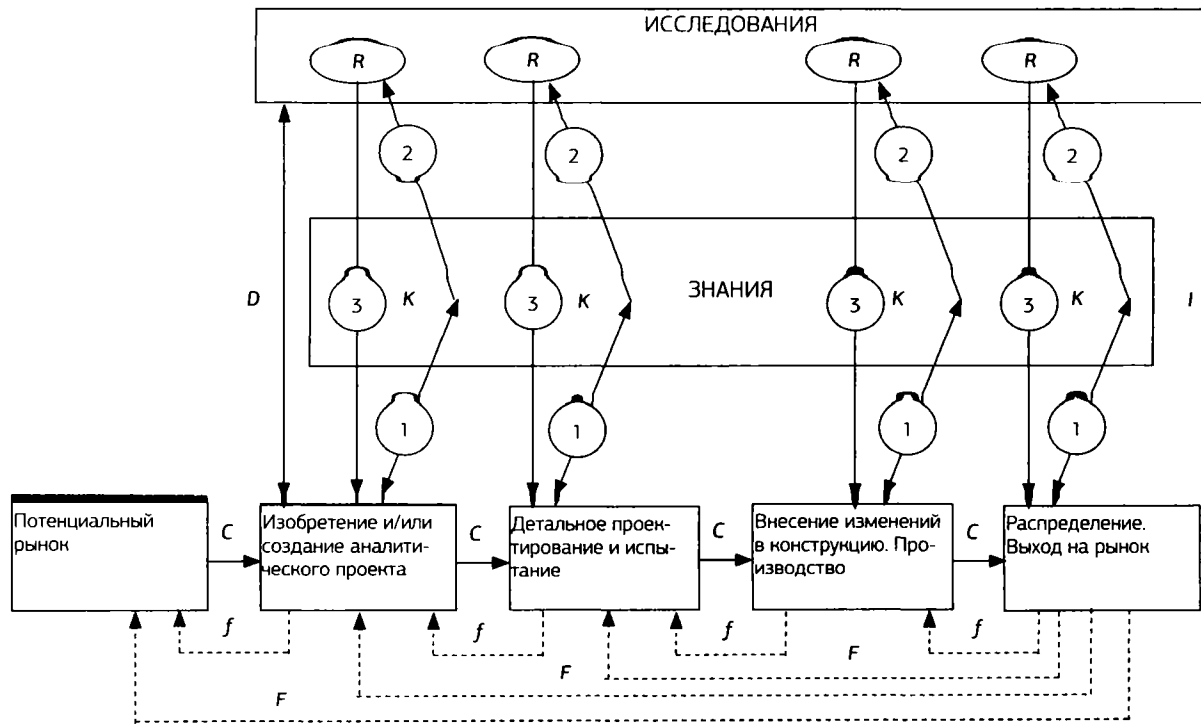 ИССЛЕДОВАНИЯ
R R R R
2 2 2 2
D 3 K 3 K ЗНАНИЯ 3 K 3 K I
1 1 1 1
Потенциальный
рынок
C
Изобретение и/или
создание аналити-
ческого проекта
C
Детальное проек-
тирование и испы-
тание
C
Внесение изменений
в конструкцию. Про-
изводство
C
Распределение.
Выход на рынок
f f f f
F
F